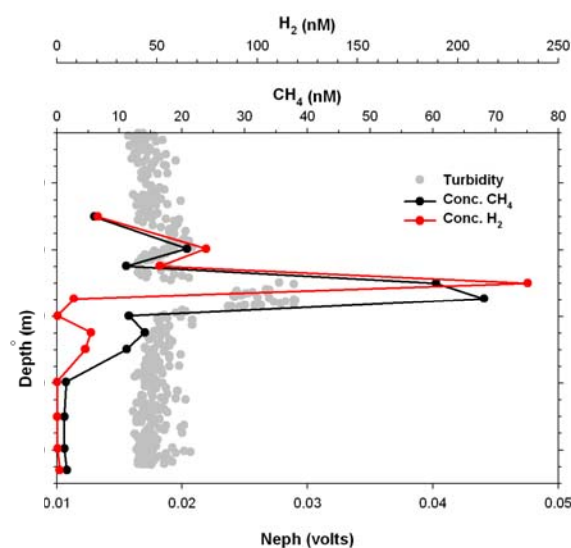 H2 (nM)
0 50 100 150 200 250
CH4 (nM)
0 10 20 30 40 50 60 70 80
Turbidity
Conc. CH4
Conc. H2
Depth (m)
0.01 0.02 0.03 0.04 0.05
Neph (volts)